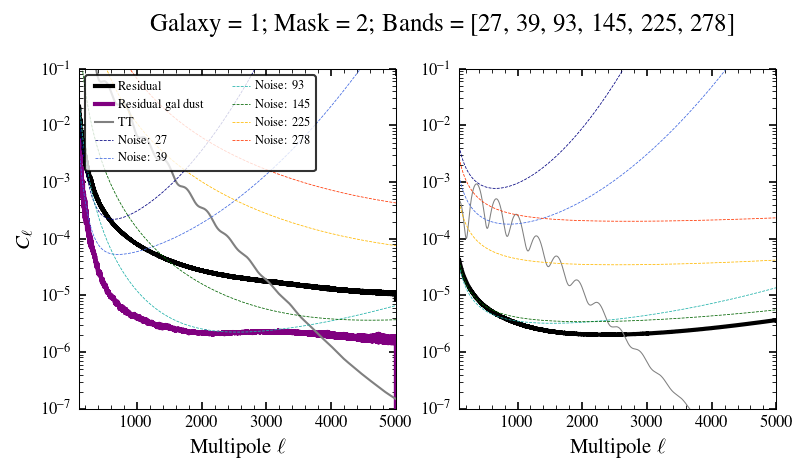 Galaxy = 1; Mask = 2; Bands = [27, 39, 93, 145, 225, 278]
10⁻¹
10⁻²
10⁻³
10⁻⁴
10⁻⁵
10⁻⁶
10⁻⁷
C_ℓ
Residual
Residual gal dust
TT
Noise: 27
Noise: 39
Noise: 93
Noise: 145
Noise: 225
Noise: 278
1000 2000 3000 4000 5000
Multipole ℓ
10⁻¹
10⁻²
10⁻³
10⁻⁴
10⁻⁵
10⁻⁶
10⁻⁷
1000 2000 3000 4000 5000
Multipole ℓ